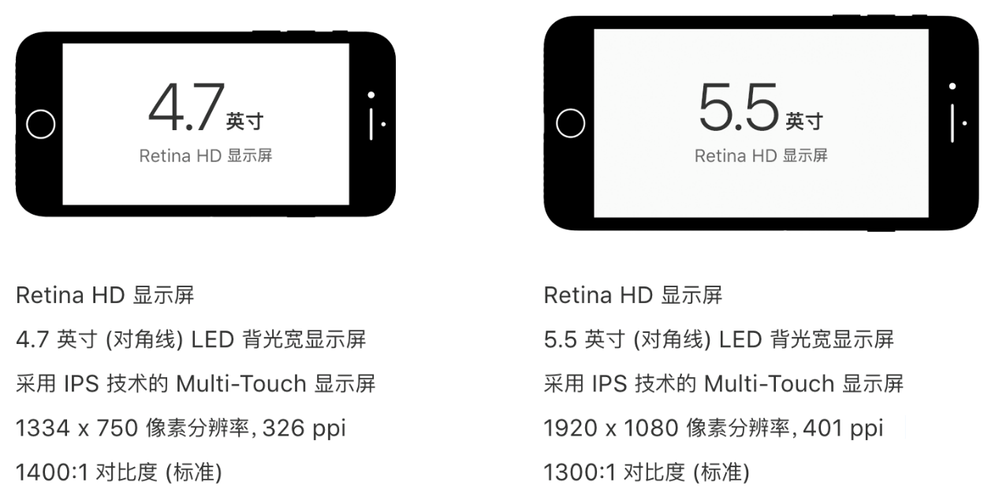 4.7 英寸
Retina HD 显示屏
5.5 英寸
Retina HD 显示屏
Retina HD 显示屏
4.7 英寸 (对角线) LED 背光宽显示屏
采用 IPS 技术的 Multi-Touch 显示屏
1334 x 750 像素分辨率, 326 ppi
1400:1 对比度 (标准)
Retina HD 显示屏
5.5 英寸 (对角线) LED 背光宽显示屏
采用 IPS 技术的 Multi-Touch 显示屏
1920 x 1080 像素分辨率, 401 ppi
1300:1 对比度 (标准)